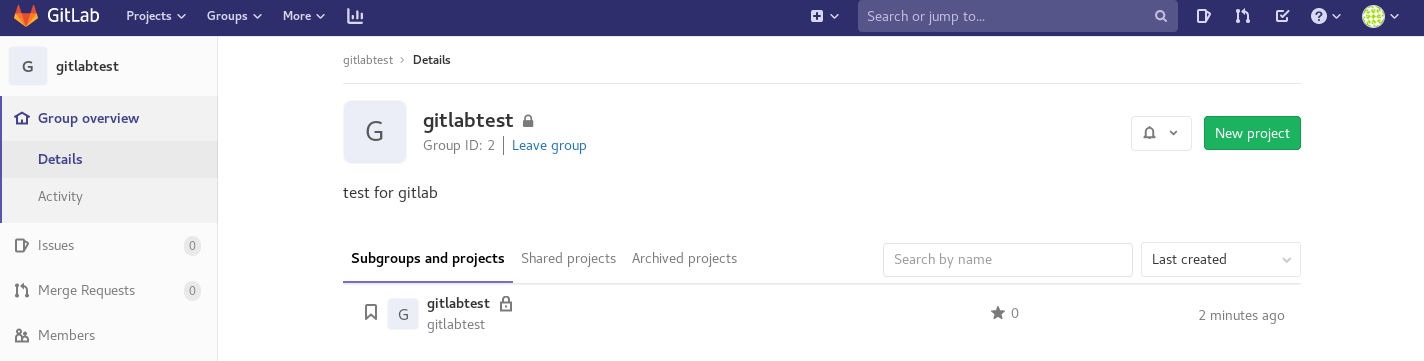 GitLab Projects Groups More Search or jump to...
G gitlabtest
Group overview
Details
Activity
Issues 0
Merge Requests 0
Members
gitlabtest > Details
G
gitlabtest
Group ID: 2 Leave group
New project
test for gitlab
Subgroups and projects Shared projects Archived projects Search by name Last created
G gitlabtest
gitlabtest
0 2 minutes ago